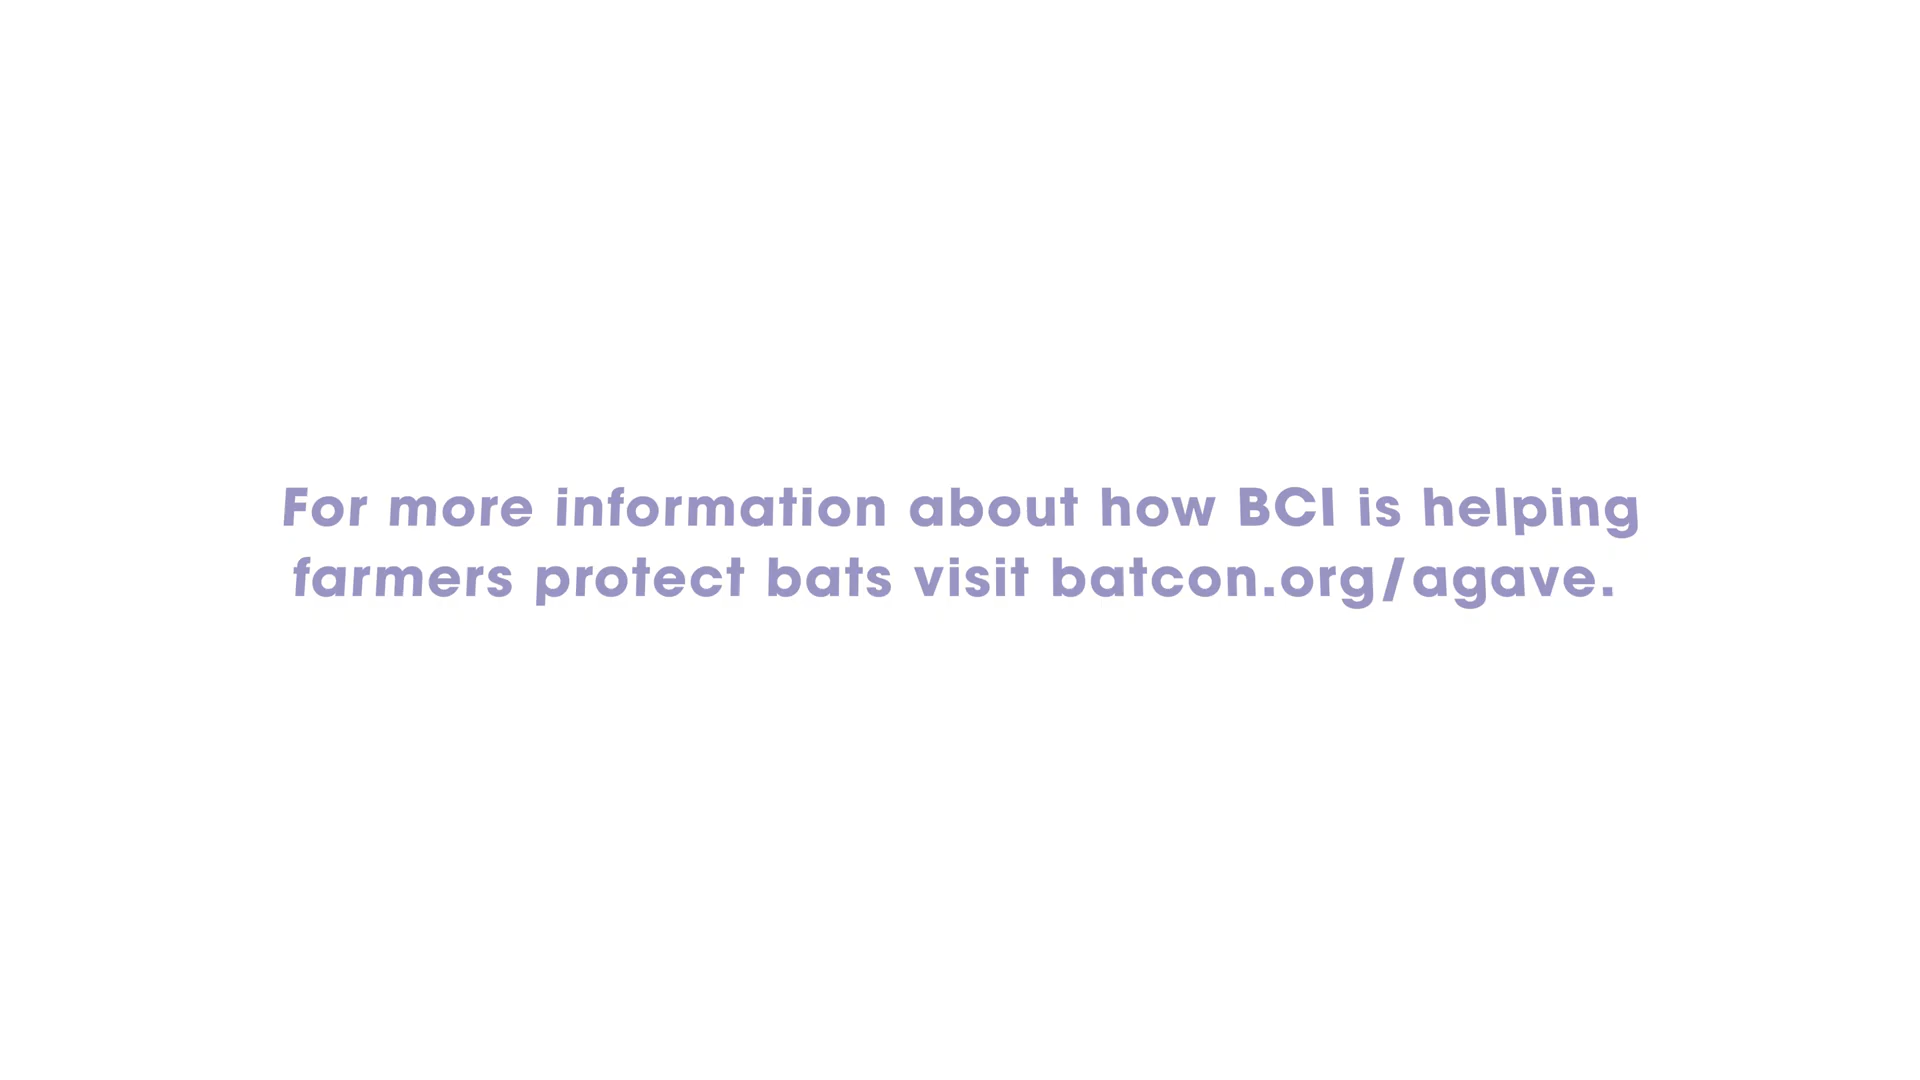 For more information about how BCI is helping
farmers protect bats visit batcon.org/agave.